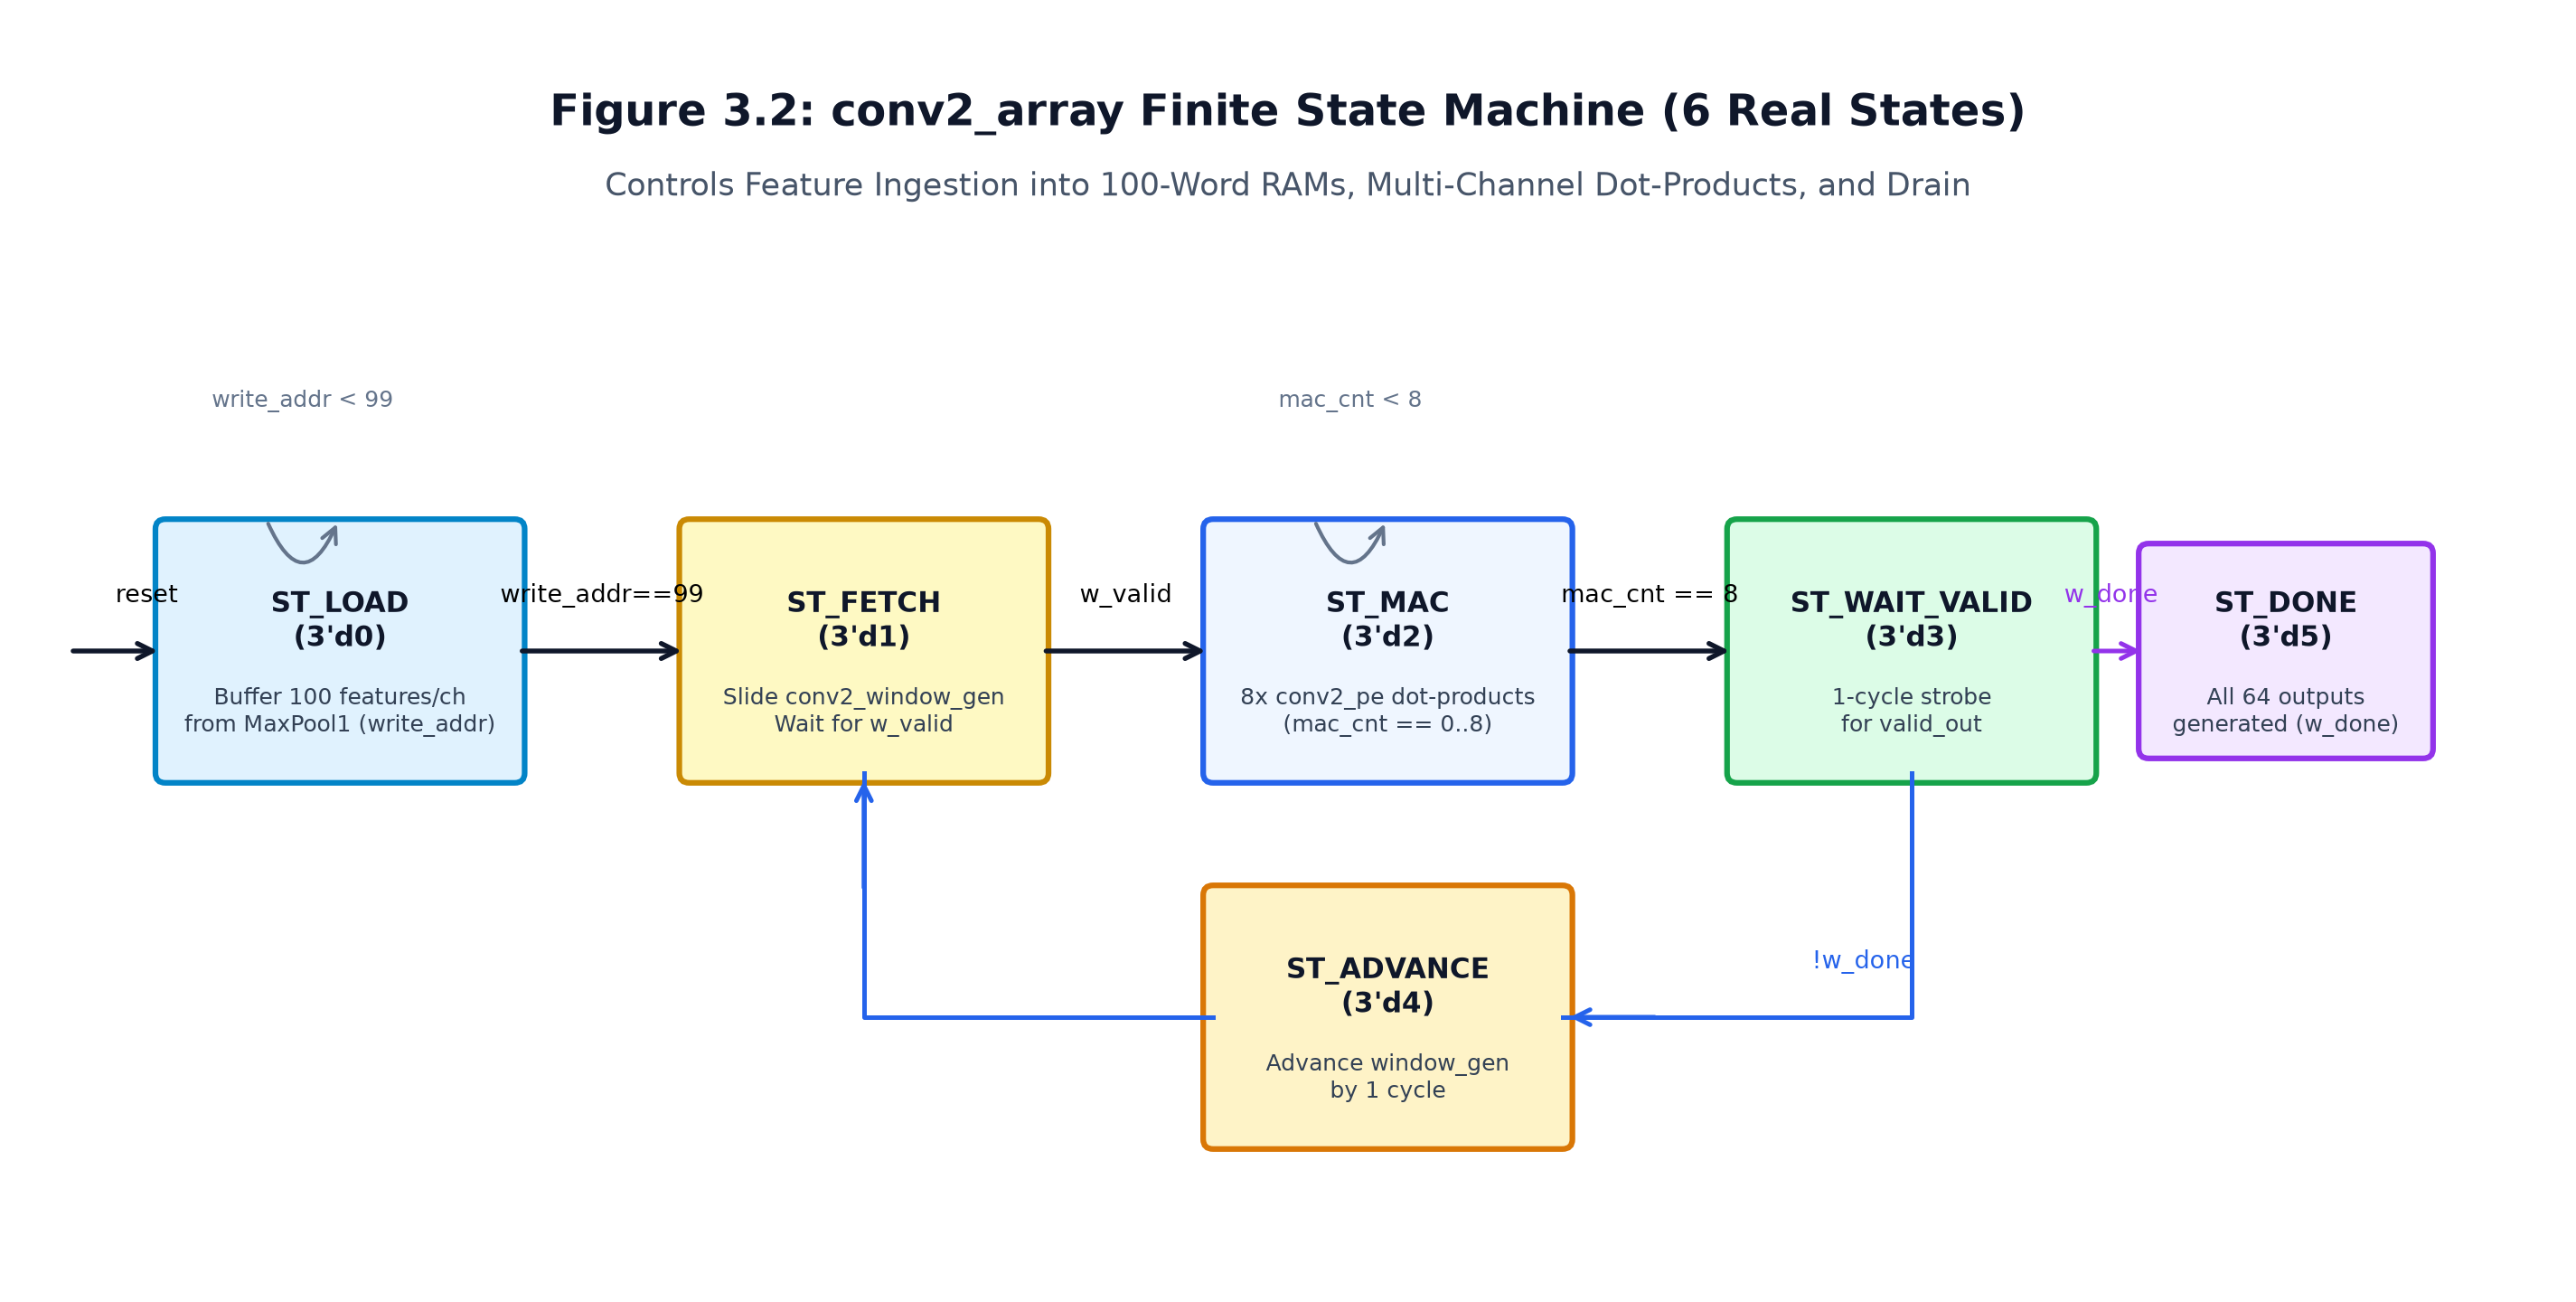 Figure 3.2: conv2_array Finite State Machine (6 Real States)
Controls Feature Ingestion into 100-Word RAMs, Multi-Channel Dot-Products, and Drain
write_addr < 99
mac_cnt < 8
reset
ST_LOAD
(3'd0)
Buffer 100 features/ch
from MaxPool1 (write_addr)
write_addr==99
ST_FETCH
(3'd1)
Slide conv2_window_gen
Wait for w_valid
w_valid
ST_MAC
(3'd2)
8x conv2_pe dot-products
(mac_cnt == 0..8)
mac_cnt == 8
ST_WAIT_VALID
(3'd3)
1-cycle strobe
for valid_out
w_done
ST_DONE
(3'd5)
All 64 outputs
generated (w_done)
!w_done
ST_ADVANCE
(3'd4)
Advance window_gen
by 1 cycle